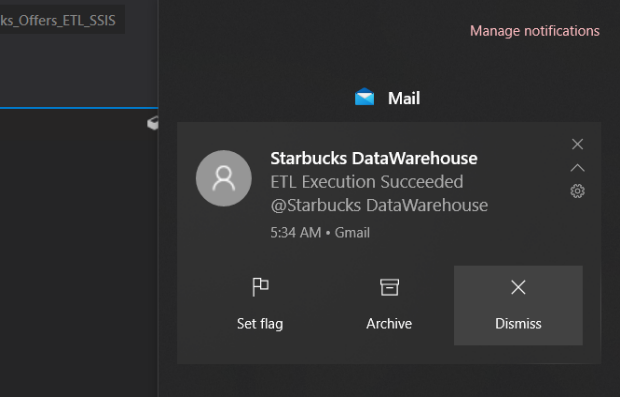 ks_Offers_ETL_SSIS
Manage notifications
Mail
Starbucks DataWarehouse
ETL Execution Succeeded
@Starbucks DataWarehouse
5:34 AM • Gmail
Set flag
Archive
Dismiss